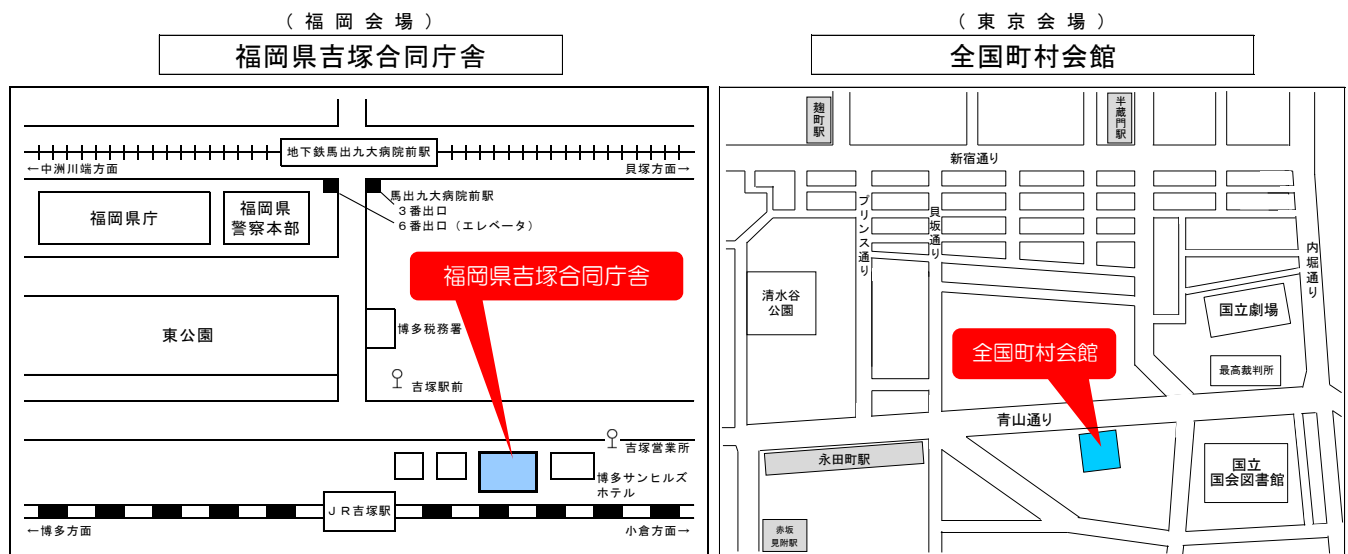 (福岡会場)
福岡県吉塚合同庁舎
地下鉄馬出九大病院前駅
←中洲川端方面
貝塚方面→
馬出九大病院前駅
3番出口
6番出口(エレベータ)
福岡県庁
福岡県
警察本部
福岡県吉塚合同庁舎
東公園
博多税務署
吉塚駅前
吉塚営業所
博多サンヒルズ
ホテル
JR吉塚駅
←博多方面
小倉方面→
(東京会場)
全国町村会館
麹町駅
半蔵門駅
新宿通り
プリンス通り
貝坂通り
内堀通り
清水谷
公園
国立劇場
全国町村会館
最高裁判所
青山通り
永田町駅
国立
国会図書館
赤坂
見附駅